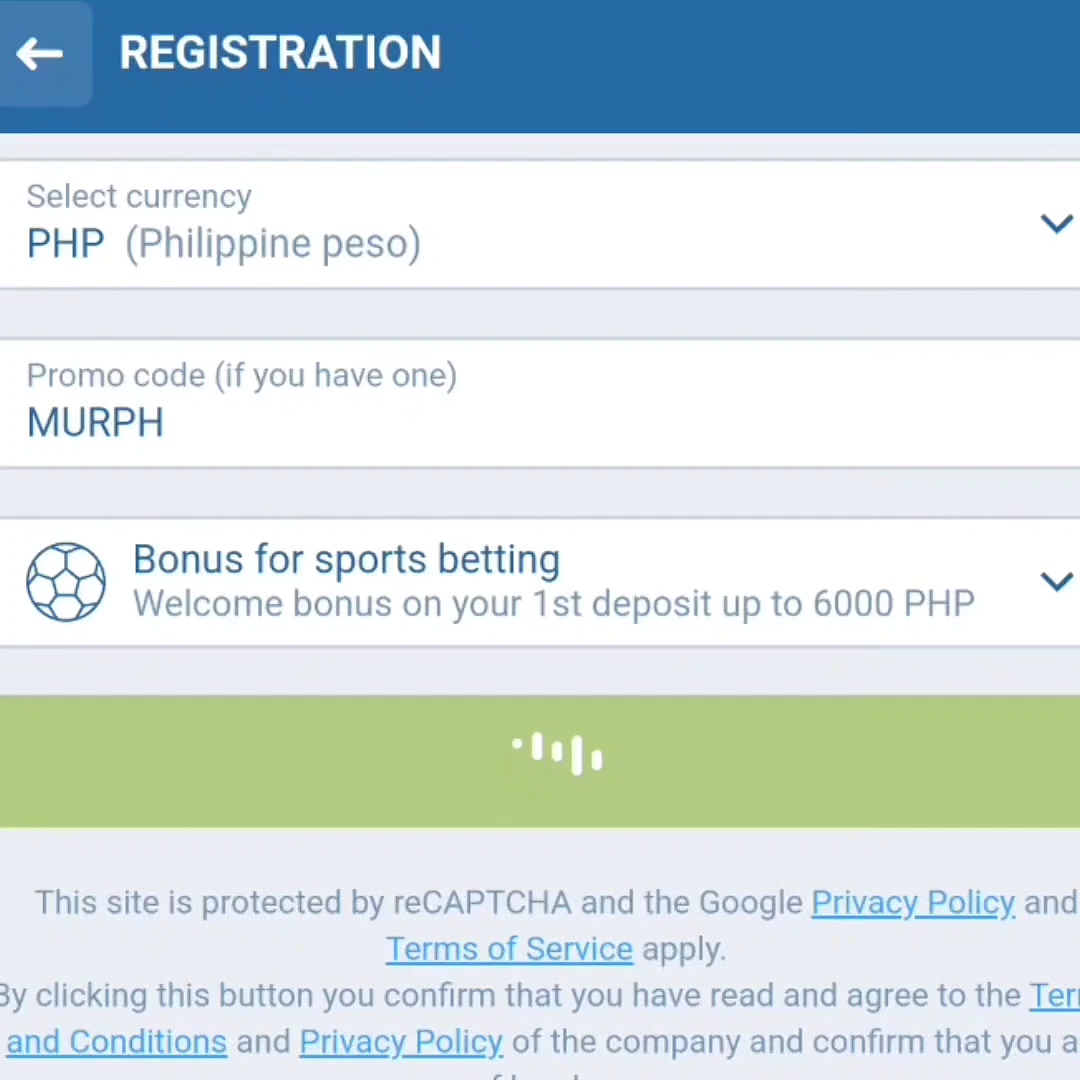 REGISTRATION
Select currency
PHP (Philippine peso)
Promo code (if you have one)
MURPH
Bonus for sports betting
Welcome bonus on your 1st deposit up to 6000 PHP
This site is protected by reCAPTCHA and the Google Privacy Policy and
Terms of Service apply.
By clicking this button you confirm that you have read and agree to the
and Conditions and Privacy Policy of the company and confirm that you